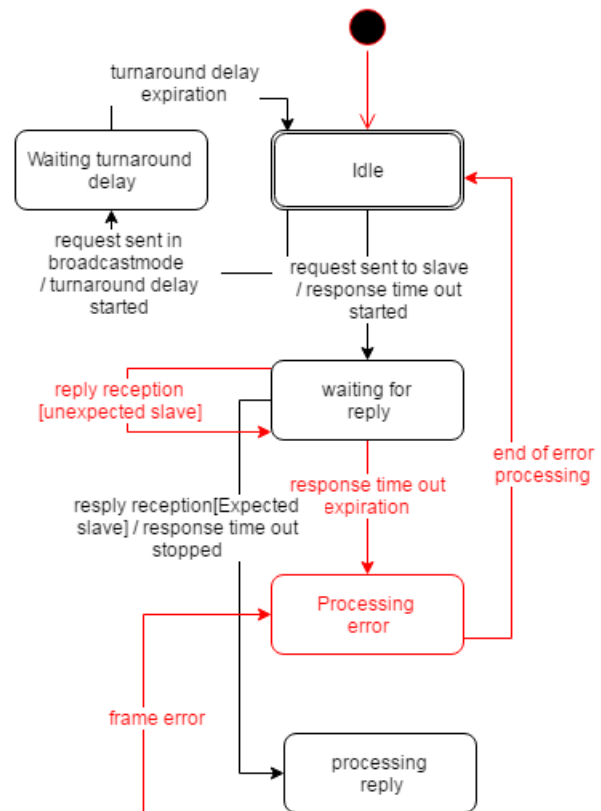 turnaround delay
expiration
Waiting turnaround
delay
Idle
request sent in
broadcastmode
/ turnaround delay
started
request sent to slave
/ response time out
started
reply reception
[unexpected slave]
waiting for
reply
end of error
processing
response time out
expiration
resply reception[Expected
slave] / response time out
stopped
Processing
error
frame error
processing
reply